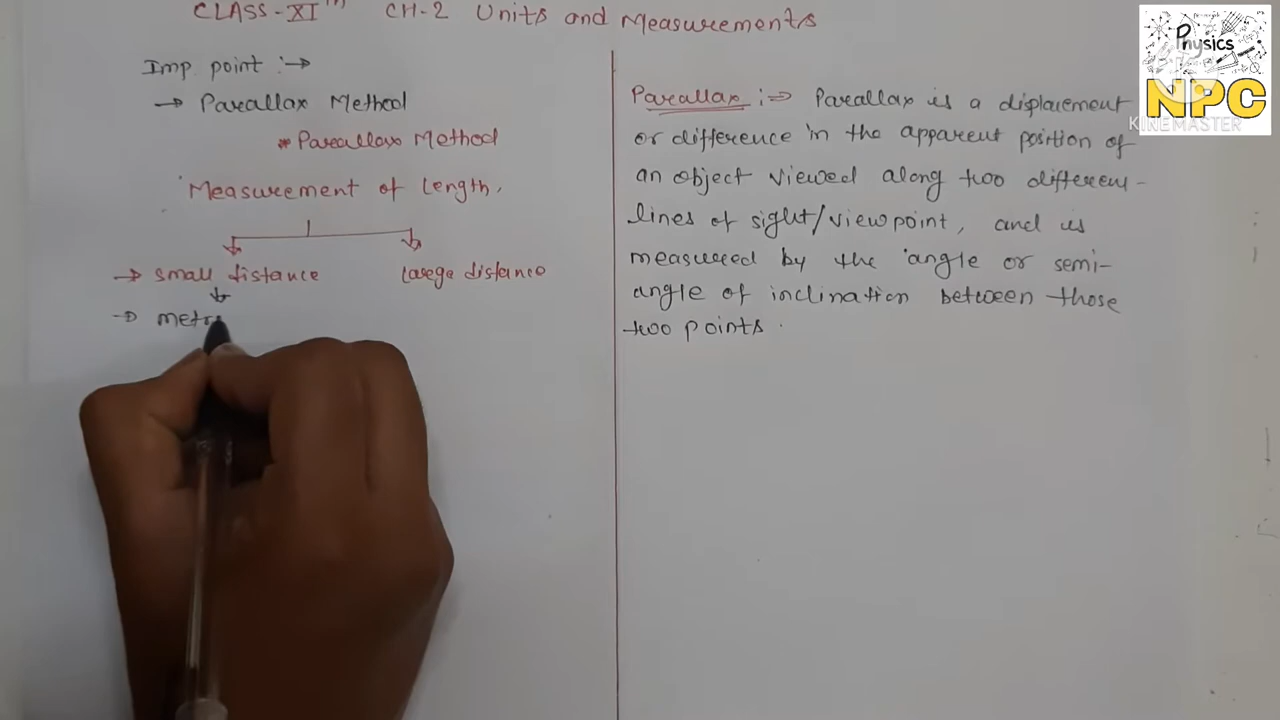 CLASS-XIth CH-2 Units and Measurements
Imp point :→
→ Parallax Method
* Parallax Method
Measurement of length.
→ small distance large distance
→ metr
Parallax :⇒ Parallax is a displacement
or difference in the apparent position of
an object viewed along two different
lines of sight/viewpoint, and is
measured by the angle or semi-
angle of inclination between those
two points.
Physics
NPC
KINEMASTER